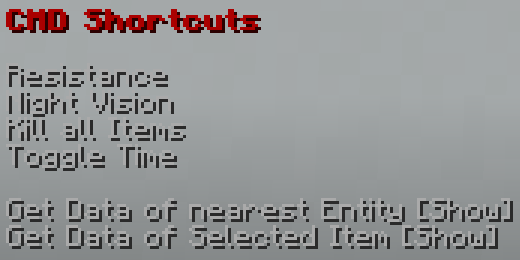 CMD Shortcuts
Resistance
Night Vision
Kill all Items
Toggle Time
Get Data of nearest Entity [Show]
Get Data of Selected Item [Show]